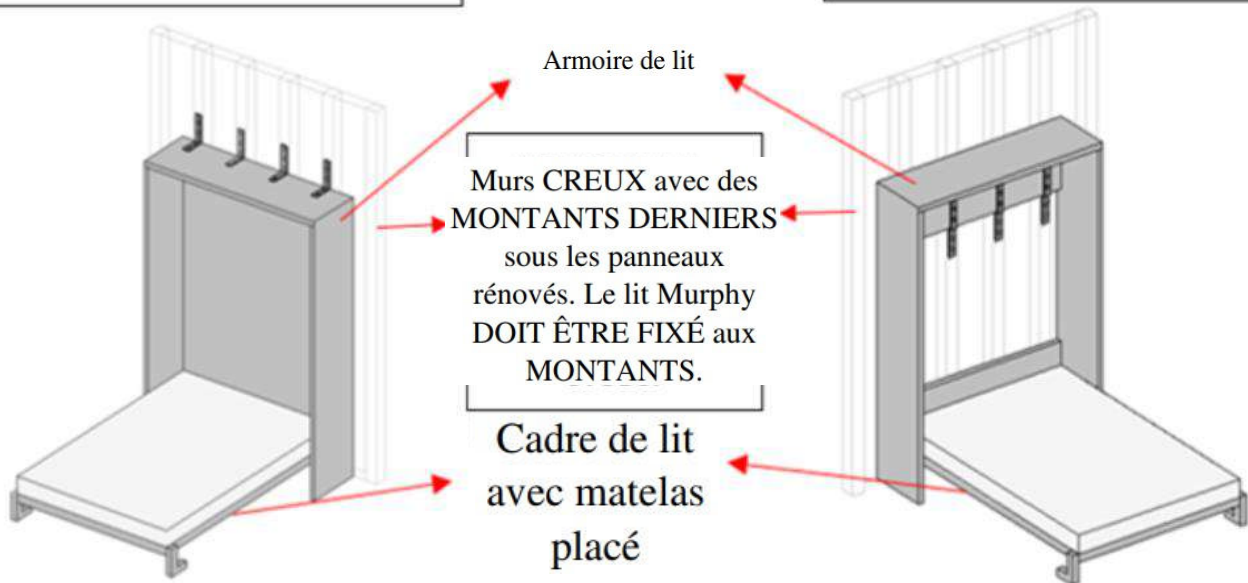 Armoire de lit
Murs CREUX avec des
MONTANTS DERNIERS
sous les panneaux
rénovés. Le lit Murphy
DOIT ÊTRE FIXÉ aux
MONTANTS.
Cadre de lit
avec matelas
placé